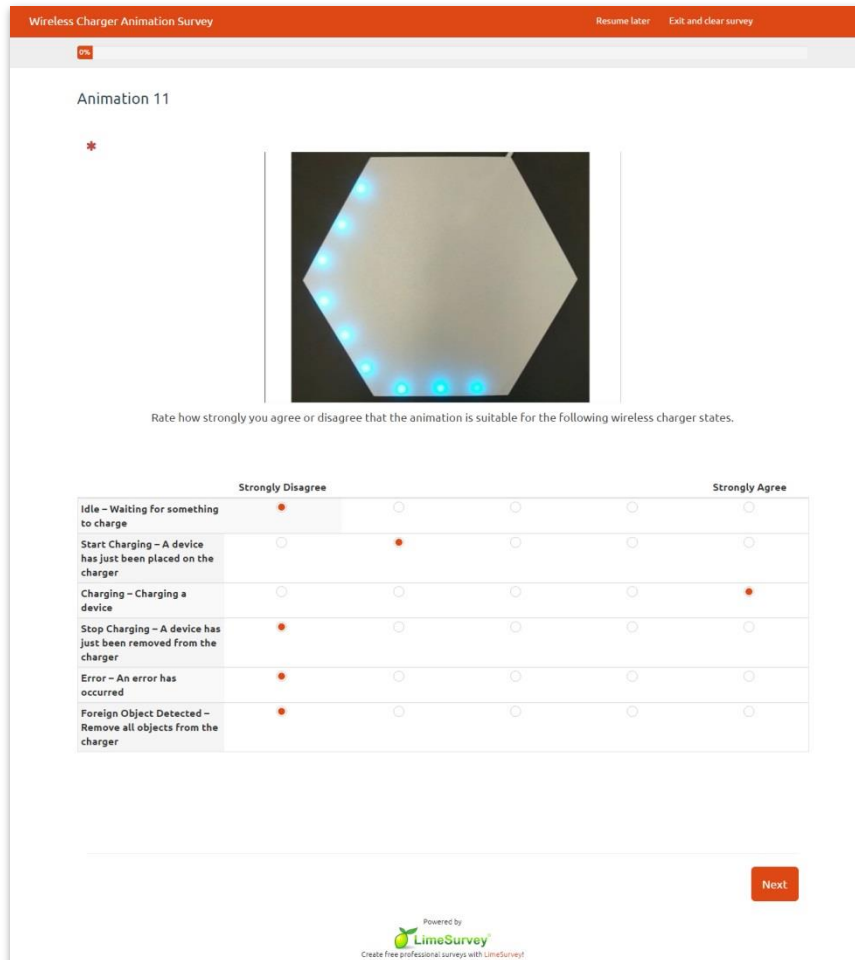 Wireless Charger Animation Survey
Resume later
Exit and clear survey
0%
Animation 11
*
Rate how strongly you agree or disagree that the animation is suitable for the following wireless charger states.
Strongly Disagree
Strongly Agree
Idle – Waiting for something
to charge
Start Charging – A device
has just been placed on the
charger
Charging – Charging a
device
Stop Charging – A device has
just been removed from the
charger
Error – An error has
occurred
Foreign Object Detected –
Remove all objects from the
charger
Next
Powered by
LimeSurvey
Create free professional surveys with LimeSurvey!